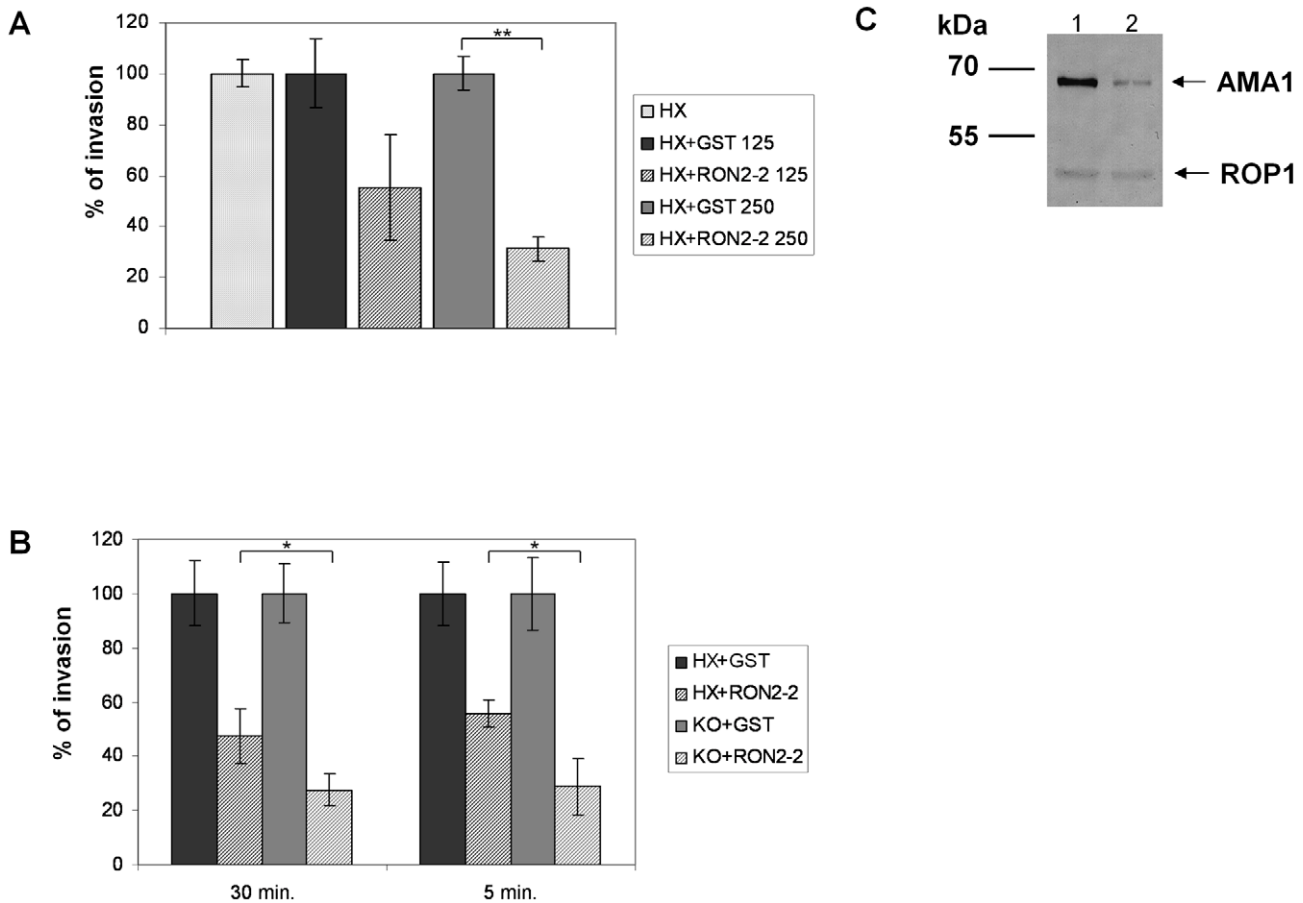 A
120
100
80
60
40
20
0
% of invasion
**
HX
HX+GST 125
HX+RON2-2 125
HX+GST 250
HX+RON2-2 250
C
kDa
1 2
70
55
AMA1
ROP1
B
120
100
80
60
40
20
0
% of invasion
*
*
30 min.
5 min.
HX+GST
HX+RON2-2
KO+GST
KO+RON2-2